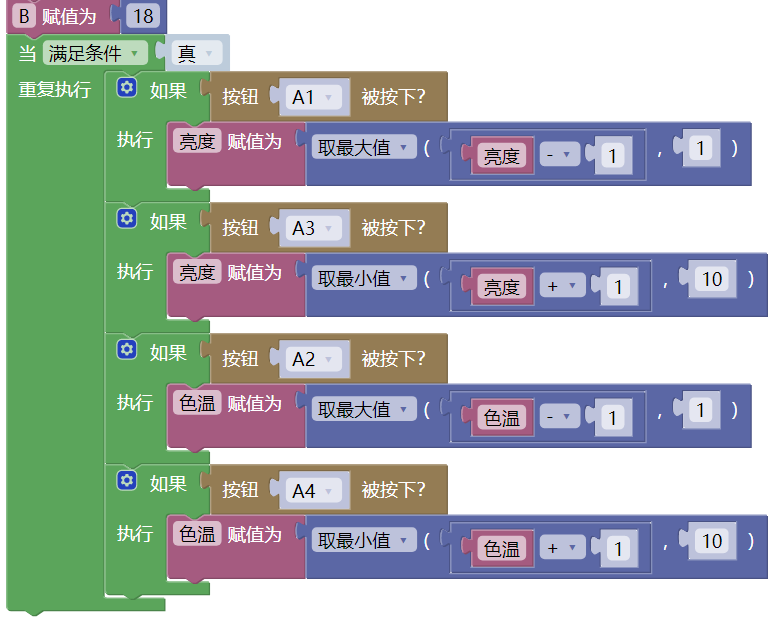 B 赋值为 18
当 满足条件 真
重复执行 如果 按钮 A1 被按下?
执行 亮度 赋值为 取最大值 ( 亮度 - 1 , 1 )
如果 按钮 A3 被按下?
执行 亮度 赋值为 取最小值 ( 亮度 + 1 , 10 )
如果 按钮 A2 被按下?
执行 色温 赋值为 取最大值 ( 色温 - 1 , 1 )
如果 按钮 A4 被按下?
执行 色温 赋值为 取最小值 ( 色温 + 1 , 10 )